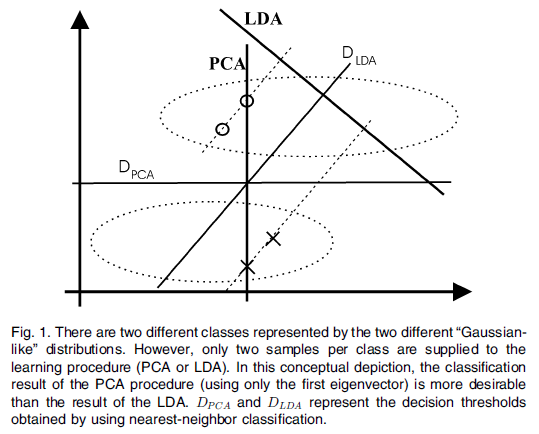 LDA
PCA
D LDA
D PCA
Fig. 1. There are two different classes represented by the two different “Gaussian-
like” distributions. However, only two samples per class are supplied to the
learning procedure (PCA or LDA). In this conceptual depiction, the classification
result of the PCA procedure (using only the first eigenvector) is more desirable
than the result of the LDA. D_PCA and D_LDA represent the decision thresholds
obtained by using nearest-neighbor classification.